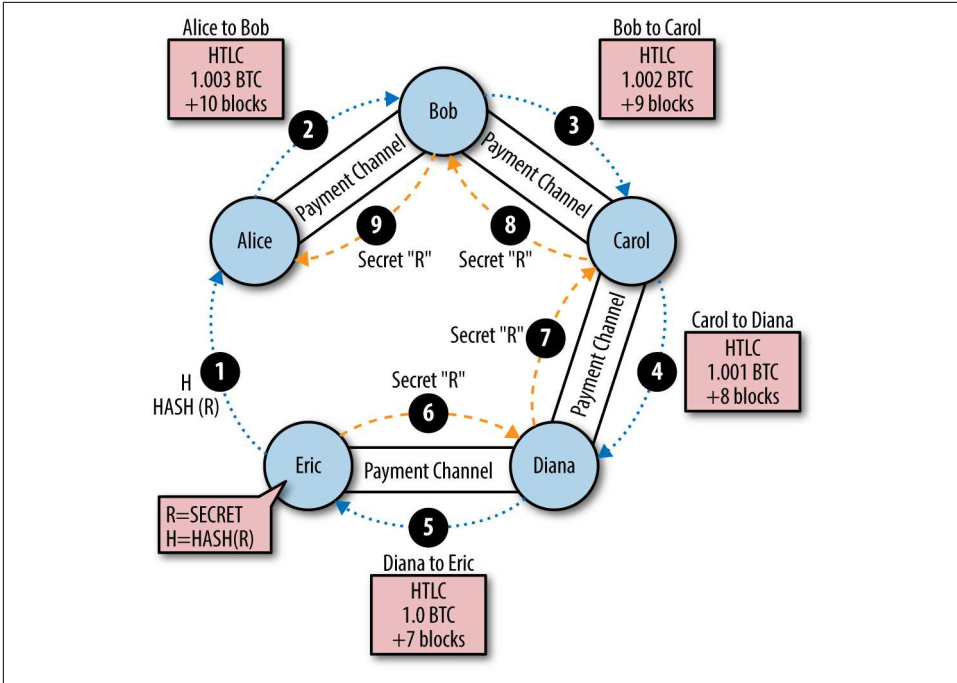 Alice to Bob
HTLC
1.003 BTC
+10 blocks
Bob to Carol
HTLC
1.002 BTC
+9 blocks
Bob
2
3
Payment Channel
Payment Channel
Alice
9
Secret "R"
8
Secret "R"
Carol
Carol to Diana
HTLC
1.001 BTC
+8 blocks
Secret "R"
7
Payment Channel
4
1
H
HASH (R)
Secret "R"
6
Eric
Payment Channel
Diana
R=SECRET
H=HASH(R)
5
Diana to Eric
HTLC
1.0 BTC
+7 blocks